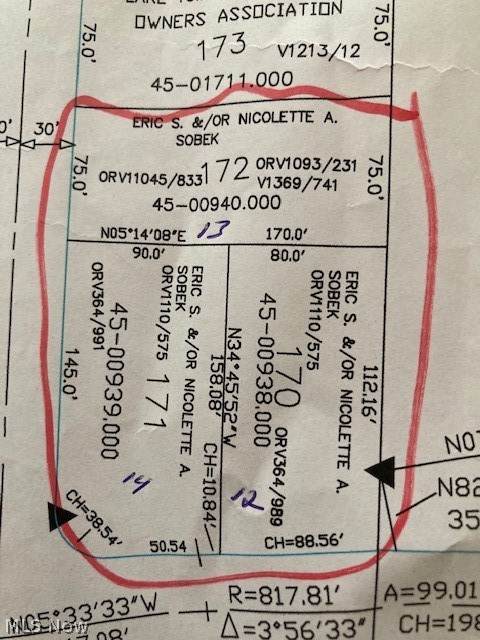 OWNERS ASSOCIATION
75.0'
173 V1213/12
75.0'
45-01711.000
30'
ERIC S. &/OR NICOLETTE A.
SOBEK
75.0'
ORV11045/833 172 ORV1093/231
V1369/741
75.0'
45-00940.000
N05°14'08"E 13 170.0'
90.0' 80.0'
ERIC S. &/OR NICOLETTE A.
SOBEK
ORV1110/575
171
45-00939.000
ORV364/991
145.0'
14
CH=38.54'
50.54
N34°45'52"W
158.08'
CH=10.84'
ERIC S. &/OR NICOLETTE A.
SOBEK
ORV1110/575
170
45-00938.000
ORV364/989
112.16'
12
CH=88.56'
N82
35
N05°33'33"W
R=817.81'
Δ=3°56'33"
A=99.01
CH=198
MLS Now